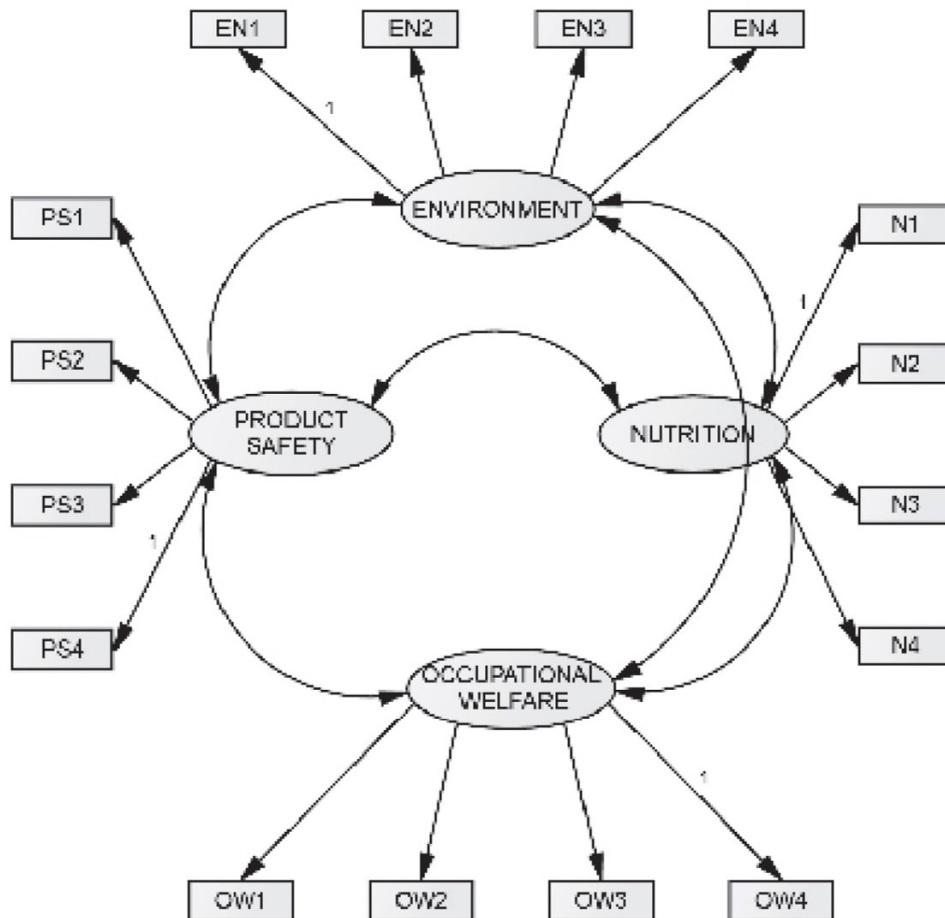 EN1
EN2
EN3
EN4
1
ENVIRONMENT
PS1
N1
1
PS2
N2
PRODUCT
SAFETY
NUTRITION
PS3
N3
1
PS4
N4
OCCUPATIONAL
WELFARE
1
OW1
OW2
OW3
OW4